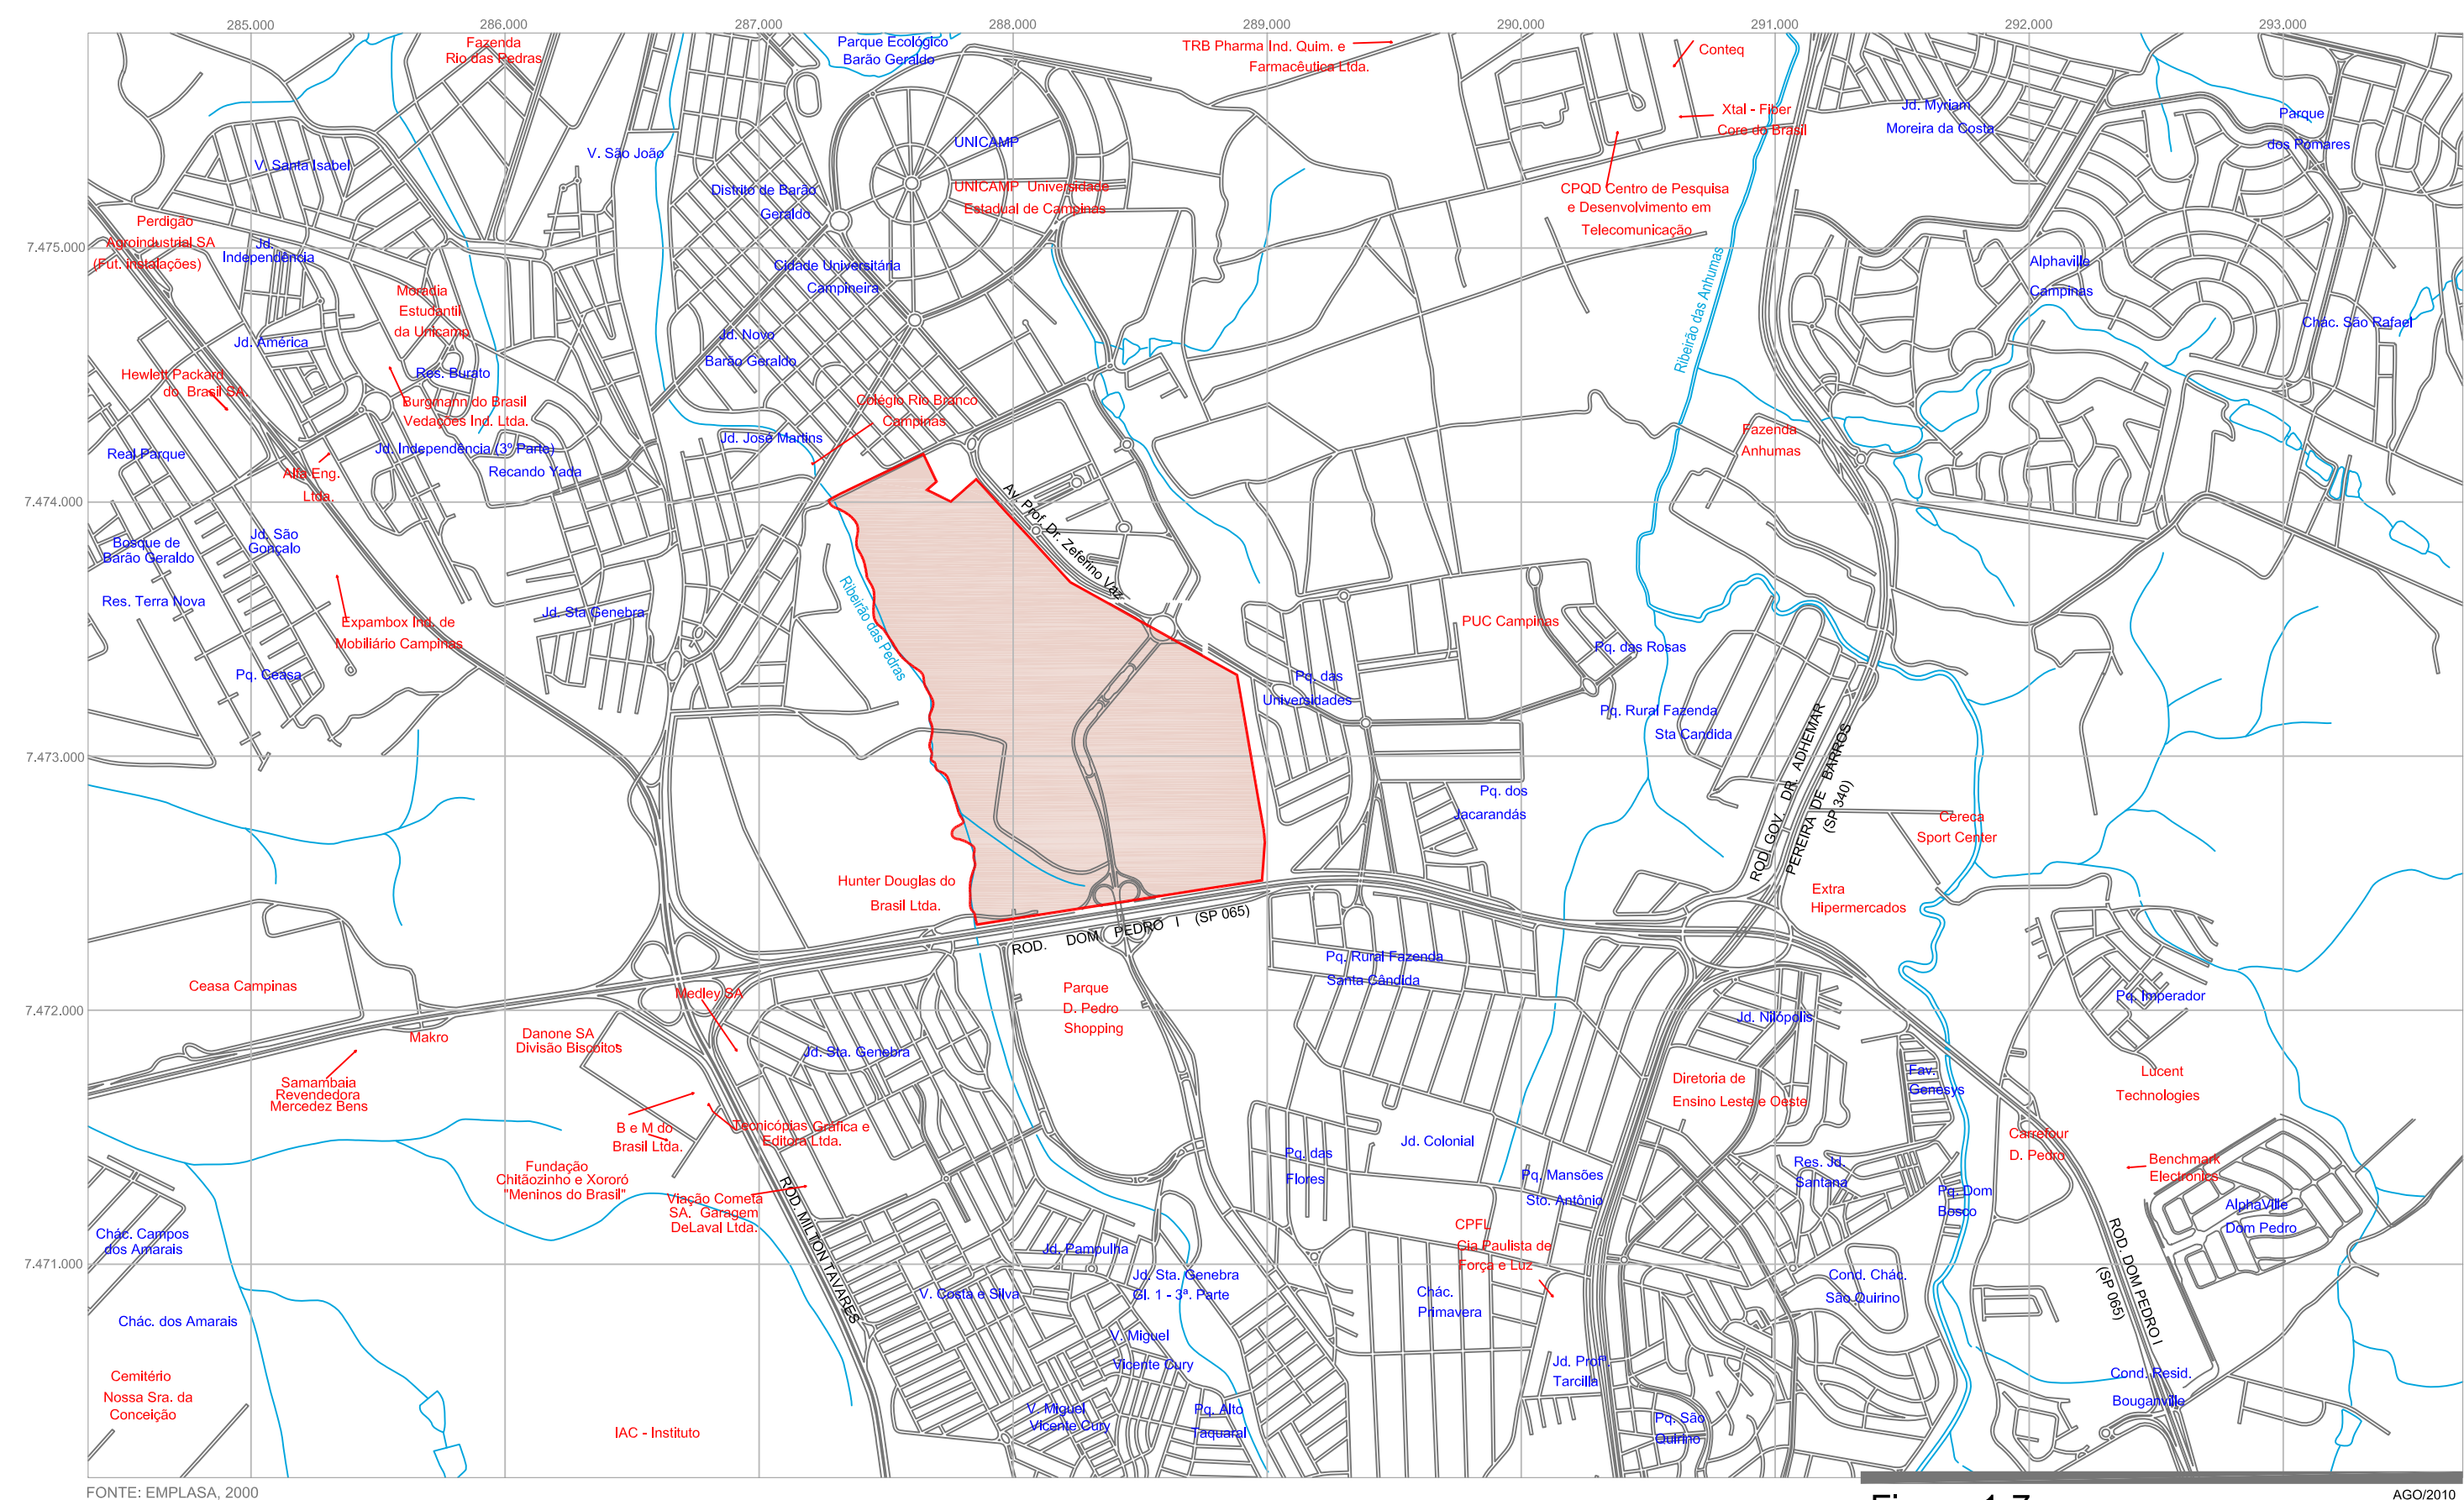 285.000
286.000
287.000
288.000
289.000
290.000
291.000
292.000
293.000
7.475.000
7.474.000
7.473.000
7.472.000
7.471.000
Fazenda
Rio das Pedras
Parque Ecológico
Barão Geraldo
TRB Pharma Ind. Quim. e
Farmacêutica Ltda.
Conteq
Xtal - Fiber
Core do Brasil
Jd. Myriam
Moreira da Costa
Parque
dos Pomares
V. Santa Isabel
V. São João
UNICAMP
Distrito de Barão
Geraldo
UNICAMP Universidade
Estadual de Campinas
CPQD Centro de Pesquisa
e Desenvolvimento em
Telecomunicação
Perdigão
Agroindustrial SA
(Fut. instalações)
Jd.
Independência
Cidade Universitária
Campineira
Ribeirão das Anhumas
Alphaville
Campinas
Moradia
Estudantil
da Unicamp
Jd. América
Jd. Novo
Barão Geraldo
Chác. São Rafael
Hewlett Packard
do Brasil SA.
Res. Burato
Burgmann do Brasil
Vedações Ind. Ltda.
Colégio Rio Branco
Campinas
Real Parque
Jd. Independência (3º Parte)
Jd. José Martins
Fazenda
Anhumas
Alfa Eng.
Ltda.
Recando Yada
Av. Prof. Dr. Zeferino Vaz
Bosque de
Barão Geraldo
Jd. São
Gonçalo
Res. Terra Nova
Jd. Sta Genebra
Ribeirão das Pedras
Expambox Ind. de
Mobiliário Campinas
PUC Campinas
Pq. das Rosas
Pq. Ceasa
Pq. das
Universidades
Pq. Rural Fazenda
Sta Candida
ROD. GOV. DR. ADHEMAR
PEREIRA DE BARROS
(SP 340)
Pq. dos
Jacarandás
Cereca
Sport Center
Hunter Douglas do
Brasil Ltda.
Extra
Hipermercados
ROD. DOM PEDRO I (SP 065)
Pq. Rural Fazenda
Santa Cândida
Ceasa Campinas
Medley SA
Parque
D. Pedro
Shopping
Pq. Imperador
Jd. Nilópolis
Makro
Danone SA
Divisão Biscoitos
Jd. Sta. Genebra
Samambaia
Revendedora
Mercedez Bens
Diretoria de
Ensino Leste e Oeste
Fav.
Genesys
Lucent
Technologies
B e M do
Brasil Ltda.
Tecnicópias Gráfica e
Editora Ltda.
Jd. Colonial
Carrefour
D. Pedro
Pq. das
Flores
Fundação
Chitãozinho e Xororó
"Meninos do Brasil"
Pq. Mansões
Sto. Antônio
Res. Jd.
Santana
Benchmark
Electronics
Viação Cometa
SA. Garagem
DeLaval Ltda.
ROD. MILTON TAVARES
Pq. Dom
Bosco
AlphaVille
Dom Pedro
Chác. Campos
dos Amarais
CPFL
Cia Paulista de
Força e Luz
Jd. Pampulha
ROD. DOM PEDRO I
(SP 065)
Jd. Sta. Genebra
Gl. 1 - 3ª. Parte
V. Costa e Silva
Chác.
Primavera
Cond. Chác.
São Quirino
Chác. dos Amarais
V. Miguel
Vicente Cury
Jd. Profª.
Tarcilla
Cond. Resid.
Bouganville
Cemitério
Nossa Sra. da
Conceição
V. Miguel
Vicente Cury
Pq. Alto
Taquaral
Pq. São
Quirino
IAC - Instituto
FONTE: EMPLASA, 2000
AGO/2010